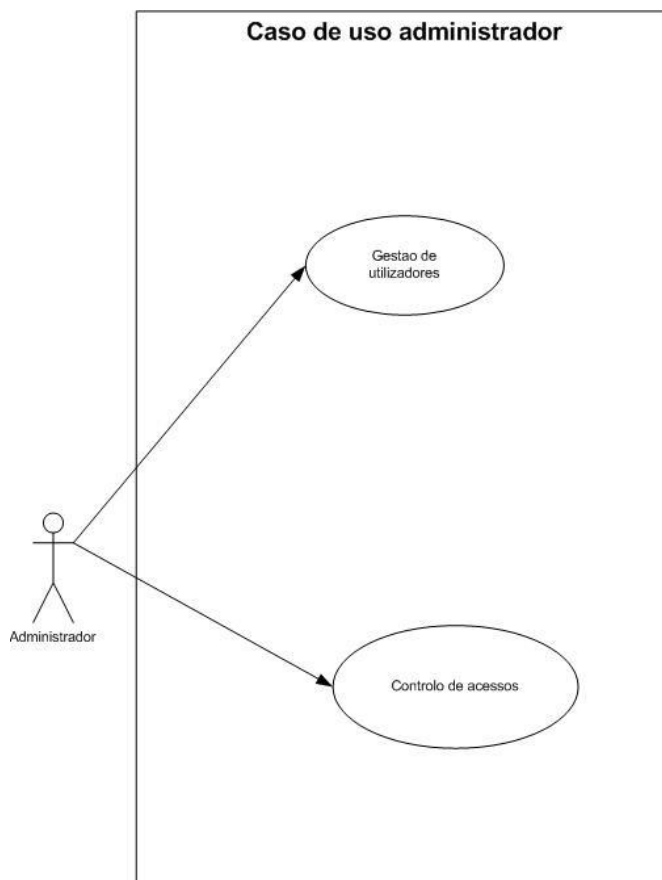 Caso de uso administrador
Gestao de
utilizadores
Administrador
Controlo de acessos